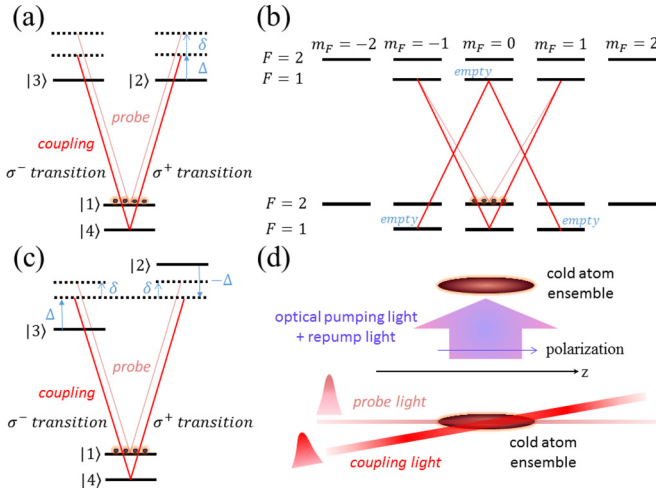 (a)
δ
Δ
|3⟩
|2⟩
probe
coupling
σ⁻ transition
σ⁺ transition
|1⟩
|4⟩
(b)
m_F = −2
m_F = −1
m_F = 0
m_F = 1
m_F = 2
F = 2
F = 1
empty
F = 2
F = 1
empty
empty
(c)
|2⟩
δ
δ
−Δ
Δ
|3⟩
probe
coupling
σ⁻ transition
σ⁺ transition
|1⟩
|4⟩
(d)
cold atom
ensemble
optical pumping light
+ repump light
polarization
z
probe light
coupling light
cold atom
ensemble